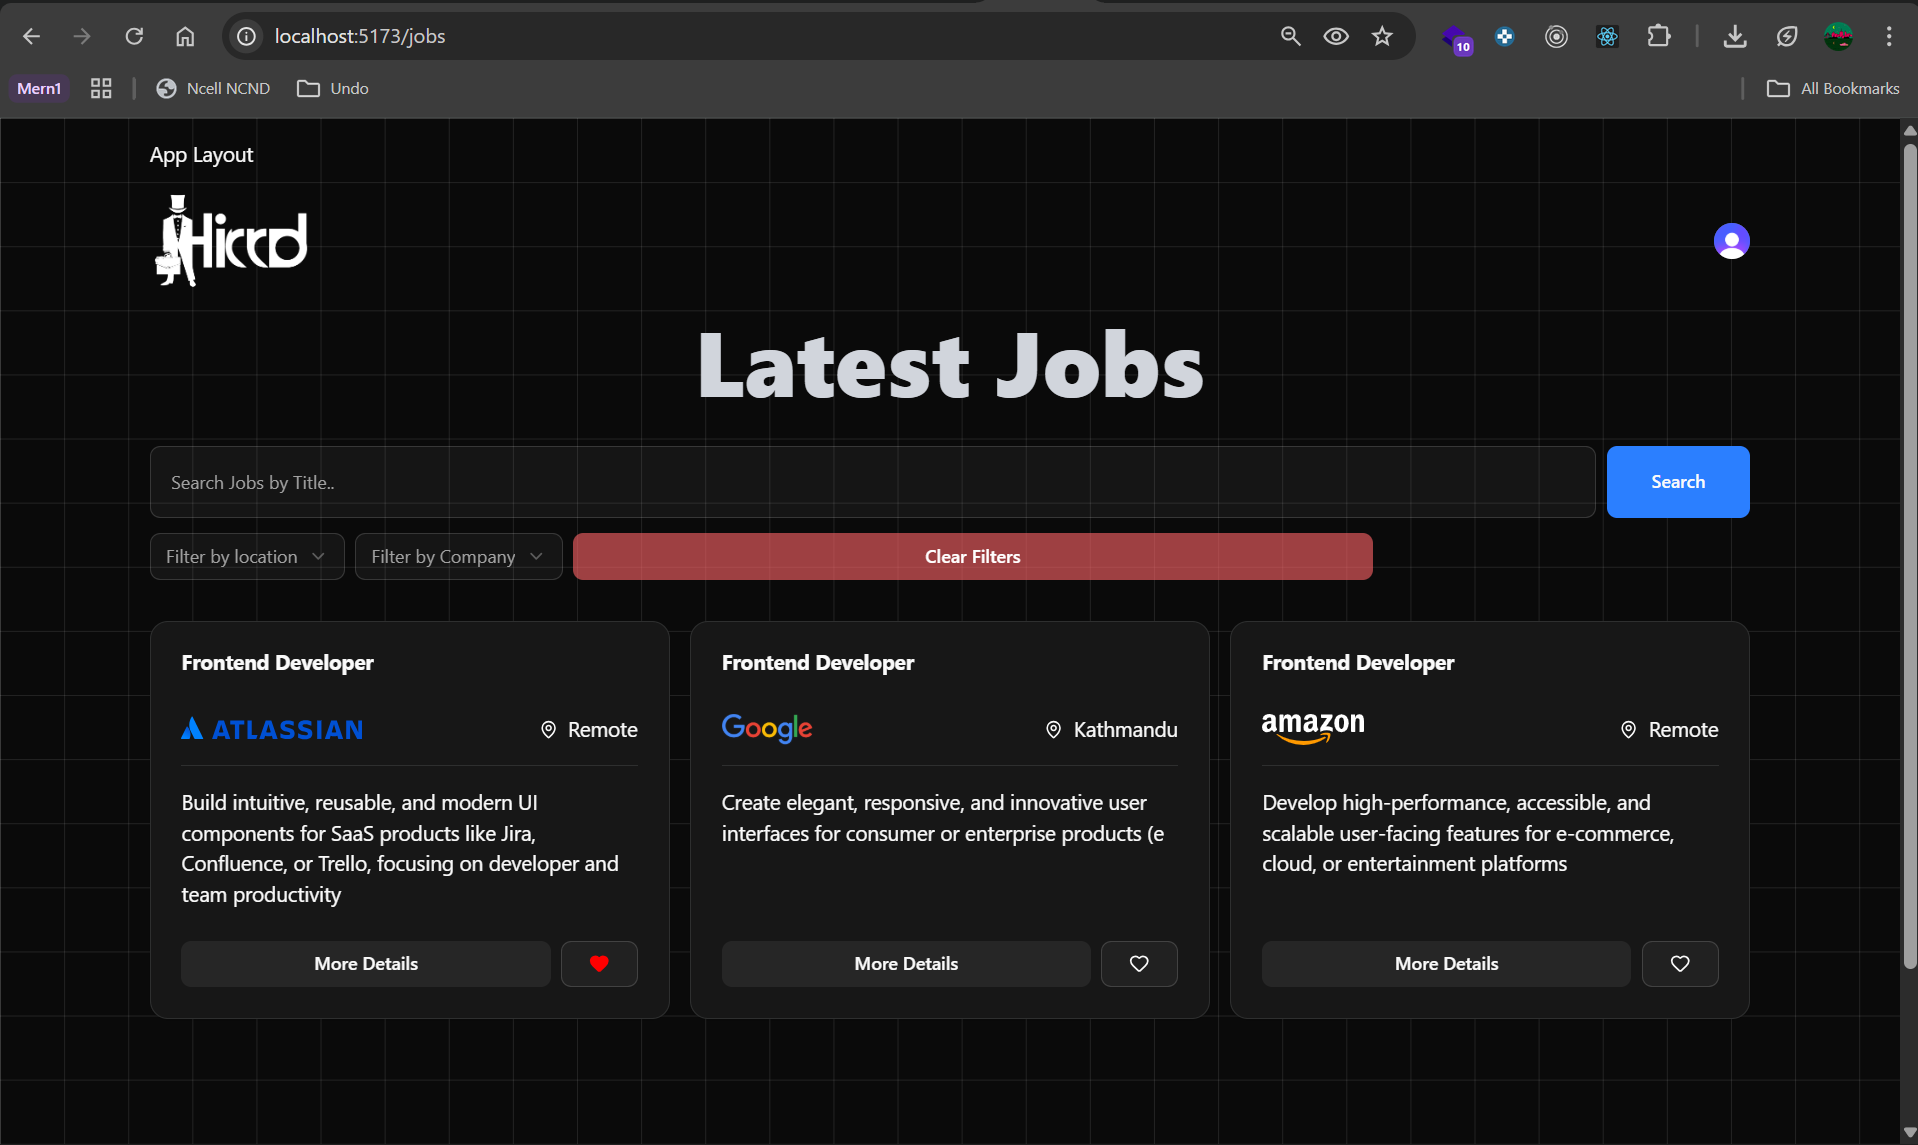 localhost:5173/jobs
10
Mern1
Ncell NCND
Undo
All Bookmarks
App Layout
Hirrd
Latest Jobs
Search Jobs by Title..
Search
Filter by location
Filter by Company
Clear Filters
Frontend Developer
ATLASSIAN
Remote
Build intuitive, reusable, and modern UI
components for SaaS products like Jira,
Confluence, or Trello, focusing on developer and
team productivity
More Details
Frontend Developer
Google
Kathmandu
Create elegant, responsive, and innovative user
interfaces for consumer or enterprise products (e
More Details
Frontend Developer
amazon
Remote
Develop high-performance, accessible, and
scalable user-facing features for e-commerce,
cloud, or entertainment platforms
More Details